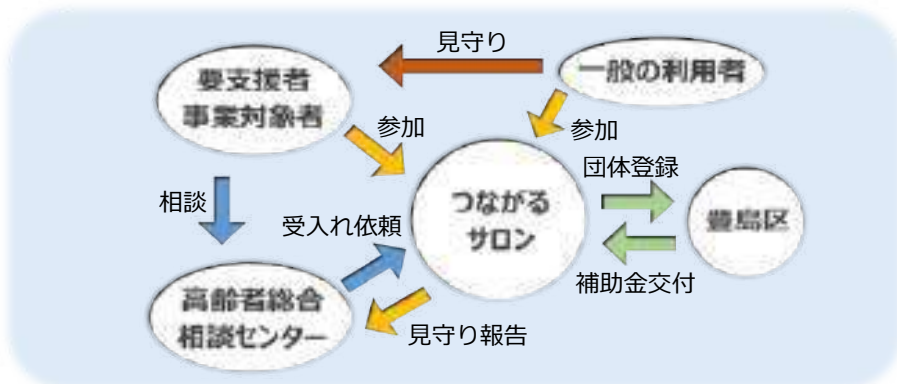 見守り
一般の利用者
要支援者
事業対象者
参加
参加
団体登録
相談
受入れ依頼
つながる
サロン
豊島区
補助金交付
高齢者総合
相談センター
見守り報告